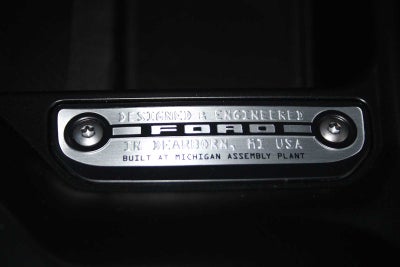 DESIGNED & ENGINEERED
FORD
IN DEARBORN, MI USA
BUILT AT MICHIGAN ASSEMBLY PLANT